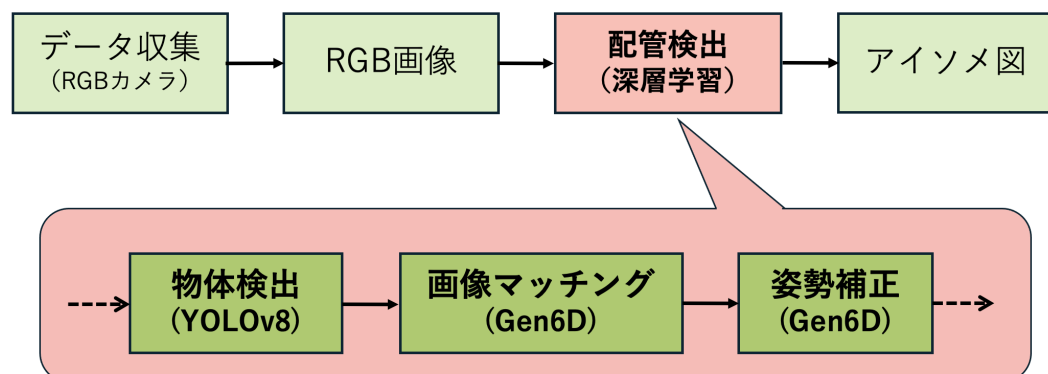 データ収集
(RGBカメラ)
RGB画像
配管検出
(深層学習)
アイソメ図
物体検出
(YOLOv8)
画像マッチング
(Gen6D)
姿勢補正
(Gen6D)